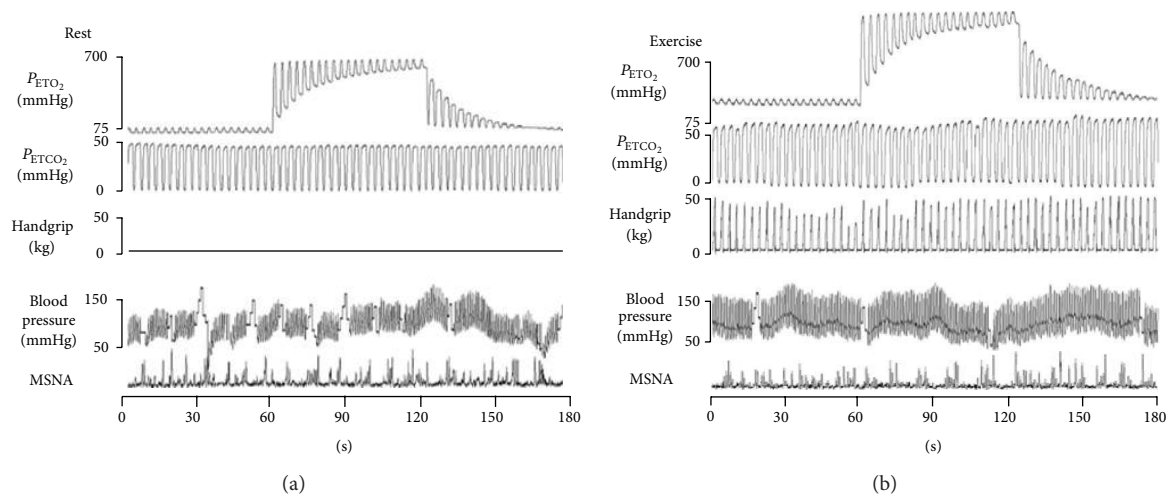 Rest
700
P_ETO2
(mmHg)
75
50
P_ETCO2
(mmHg)
0
50
Handgrip
(kg)
0
150
Blood
pressure
(mmHg)
50
MSNA
0 30 60 90 120 150 180
(s)
(a)
Exercise
700
P_ETO2
(mmHg)
75
50
P_ETCO2
(mmHg)
0
50
Handgrip
(kg)
0
150
Blood
pressure
(mmHg)
50
MSNA
0 30 60 90 120 150 180
(s)
(b)